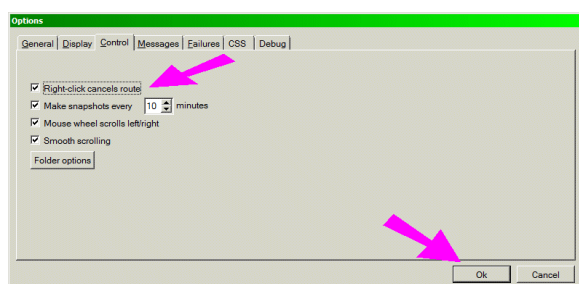 Options
General Display Control Messages Failures CSS Debug
Right-click cancels route
Make snapshots every 10 minutes
Mouse wheel scrolls left/right
Smooth scrolling
Folder options
Ok Cancel